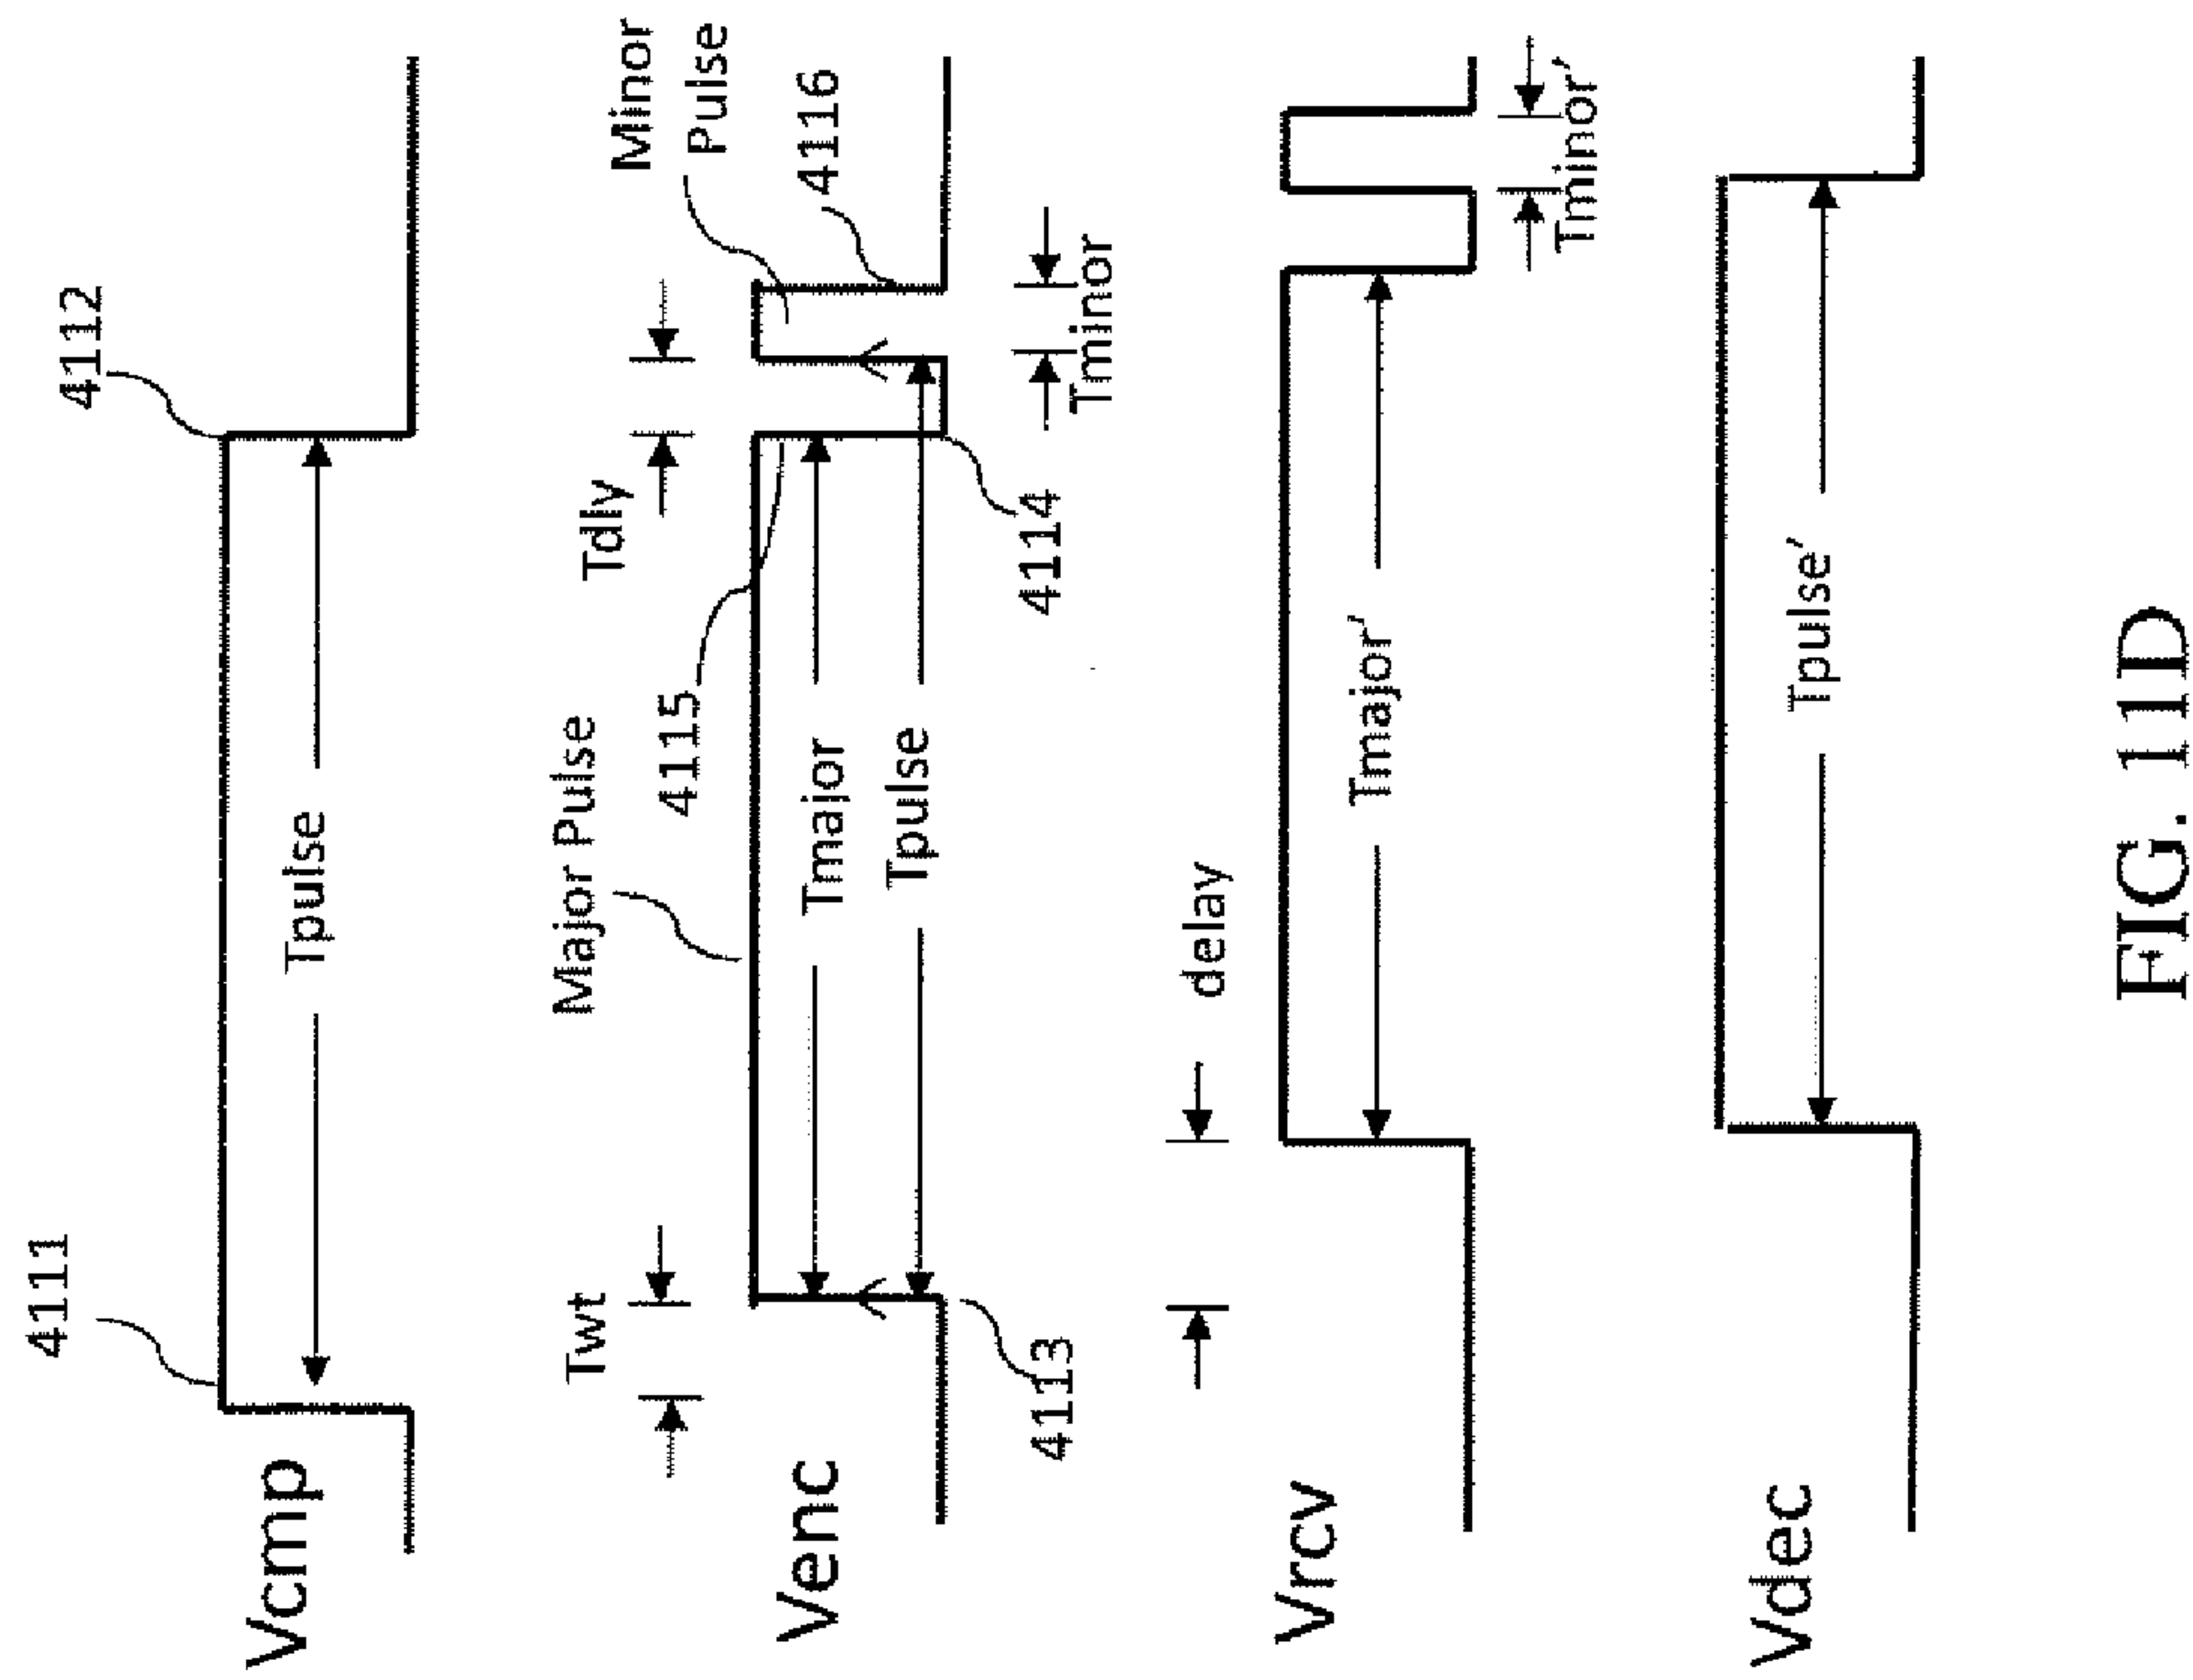 4111
4112
Vcmp
Tpulse
Twt
Major Pulse
4115
Tdly
Minor
Pulse
4116
Venc
Tmajor
Tpulse
4113
4114
Tminor
delay
Vrcv
Tmajor′
Tminor′
Vdec
Tpulse′
FIG. 11D